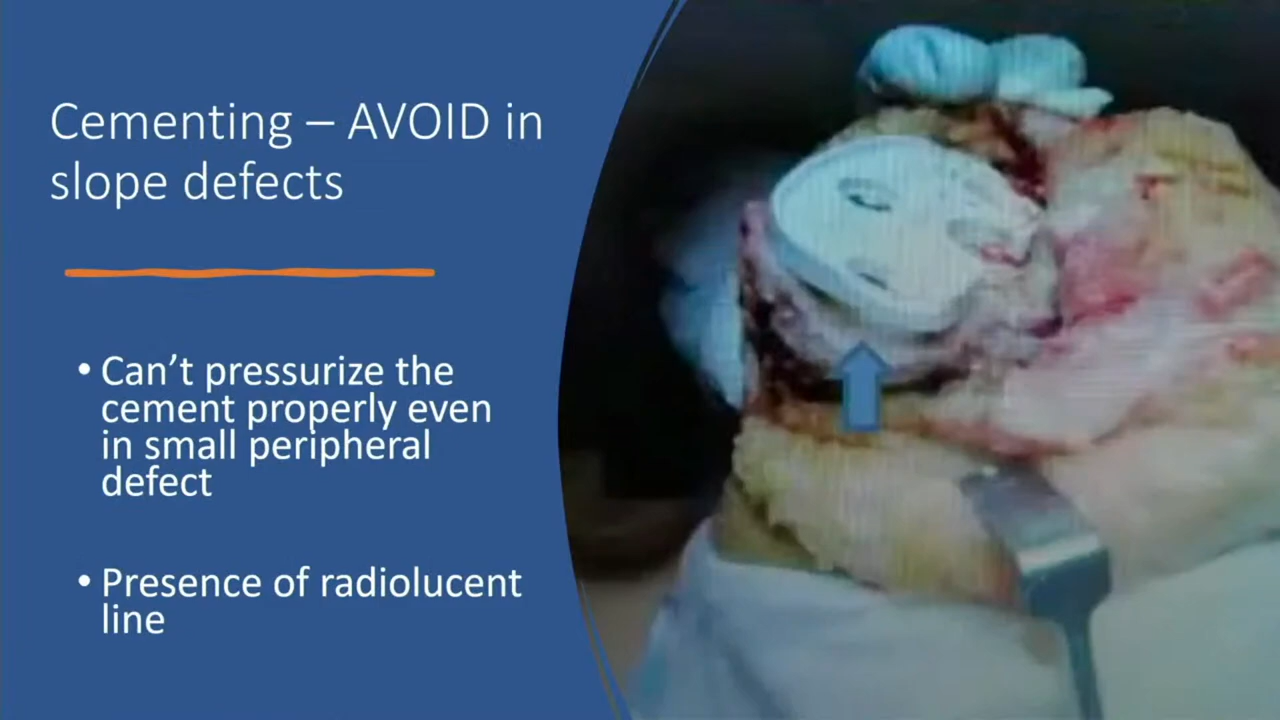 Cementing – AVOID in
slope defects
• Can’t pressurize the
cement properly even
in small peripheral
defect
• Presence of radiolucent
line